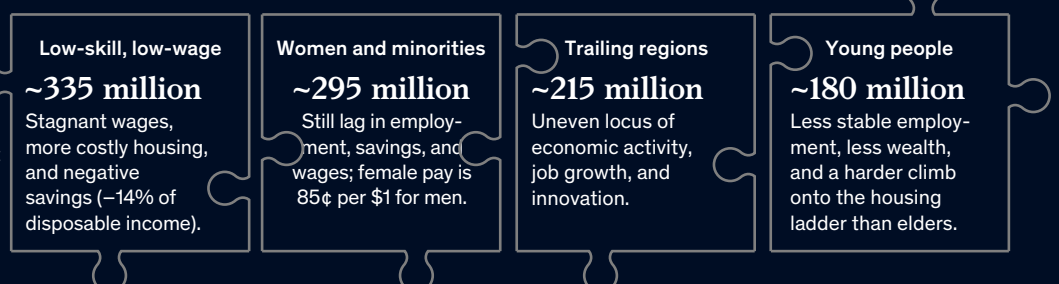 Low-skill, low-wage
~335 million
Stagnant wages,
more costly housing,
and negative
savings (–14% of
disposable income).
Women and minorities
~295 million
Still lag in employ-
ment, savings, and
wages; female pay is
85¢ per $1 for men.
Trailing regions
~215 million
Uneven locus of
economic activity,
job growth, and
innovation.
Young people
~180 million
Less stable employ-
ment, less wealth,
and a harder climb
onto the housing
ladder than elders.